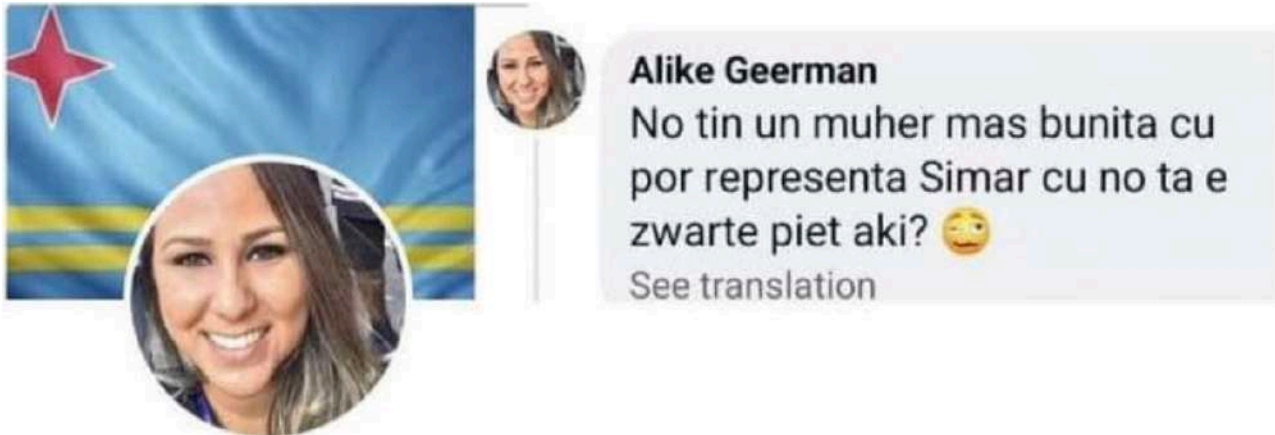 Alike Geerman
No tin un muher mas bunita cu
por representa Simar cu no ta e
zwarte piet aki? 🥴
See translation